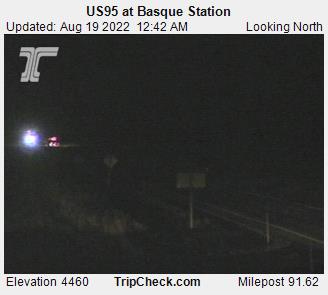 US95 at Basque Station
Updated: Aug 19 2022 12:42 AM Looking North
Elevation 4460 TripCheck.com Milepost 91.62